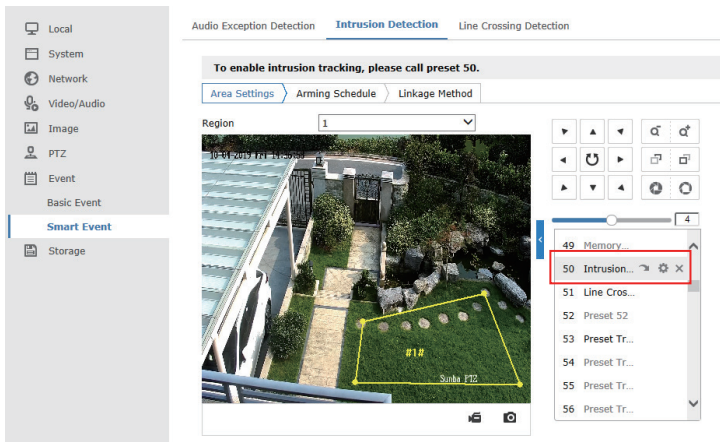 Local
System
Network
Video/Audio
Image
PTZ
Event
Basic Event
Smart Event
Storage
Audio Exception Detection Intrusion Detection Line Crossing Detection
To enable intrusion tracking, please call preset 50.
Area Settings Arming Schedule Linkage Method
Region 1
#1#
Sunba PTZ
4
49 Memory...
50 Intrusion...
51 Line Cros...
52 Preset 52
53 Preset Tr...
54 Preset Tr...
55 Preset Tr...
56 Preset Tr...